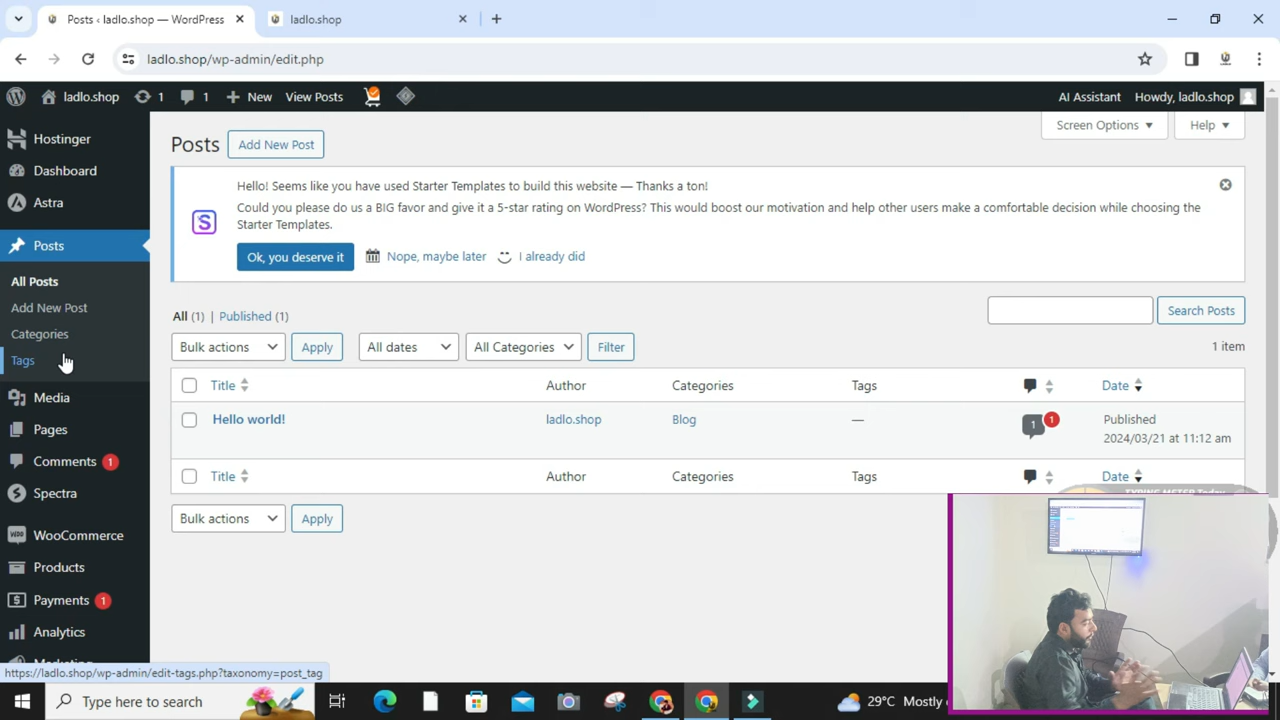 Posts ‹ ladlo.shop — WordPress
ladlo.shop
ladlo.shop/wp-admin/edit.php
ladlo.shop 1 1 New View Posts
AI Assistant Howdy, ladlo.shop
Hostinger
Dashboard
Astra
Posts
All Posts
Add New Post
Categories
Tags
Media
Pages
Comments 1
Spectra
WooCommerce
Products
Payments 1
Analytics
Screen Options Help
Posts Add New Post
Hello! Seems like you have used Starter Templates to build this website — Thanks a ton!
Could you please do us a BIG favor and give it a 5-star rating on WordPress? This would boost our motivation and help other users make a comfortable decision while choosing the
Starter Templates.
Ok, you deserve it Nope, maybe later I already did
All (1) | Published (1)
Search Posts
Bulk actions Apply All dates All Categories Filter 1 item
Title Author Categories Tags Date
Hello world! ladlo.shop Blog — 1 1 Published
2024/03/21 at 11:12 am
Title Author Categories Tags Date
Bulk actions Apply
https://ladlo.shop/wp-admin/edit-tags.php?taxonomy=post_tag
Type here to search
29°C Mostly